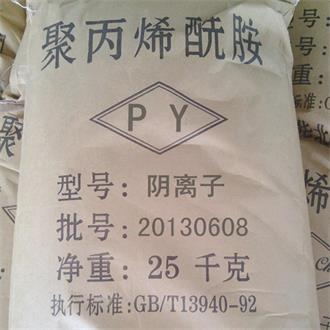 聚丙烯酰胺
PY
型号：阴离子
批号：20130608
净重：25 千克
执行标准:GB/T13940-92